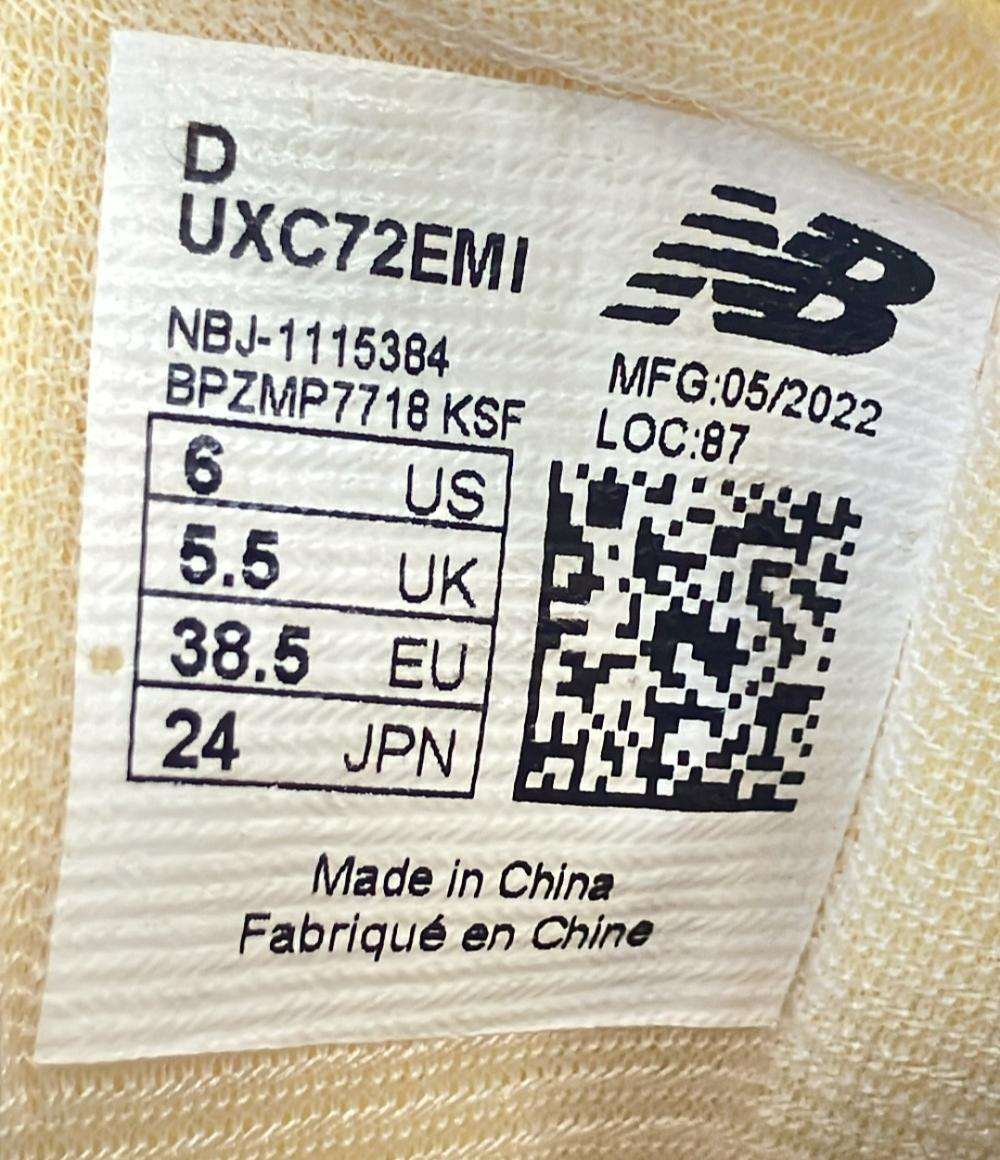 D
UXC72EMI
NB
NBJ-1115384
BPZMP7718 KSF
MFG:05/2022
LOC:87
6 US
5.5 UK
38.5 EU
24 JPN
Made in China
Fabriqué en Chine